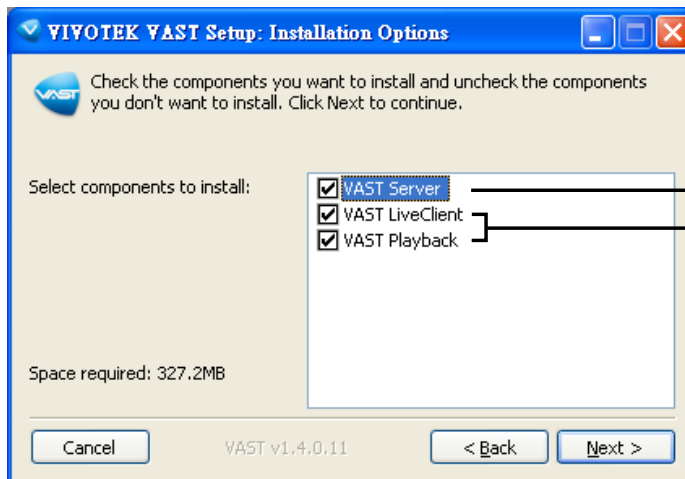 VIVOTEK VAST Setup: Installation Options
VAST
Check the components you want to install and uncheck the components
you don't want to install. Click Next to continue.
Select components to install:
VAST Server
VAST LiveClient
VAST Playback
Space required: 327.2MB
Cancel
VAST v1.4.0.11
< Back
Next >